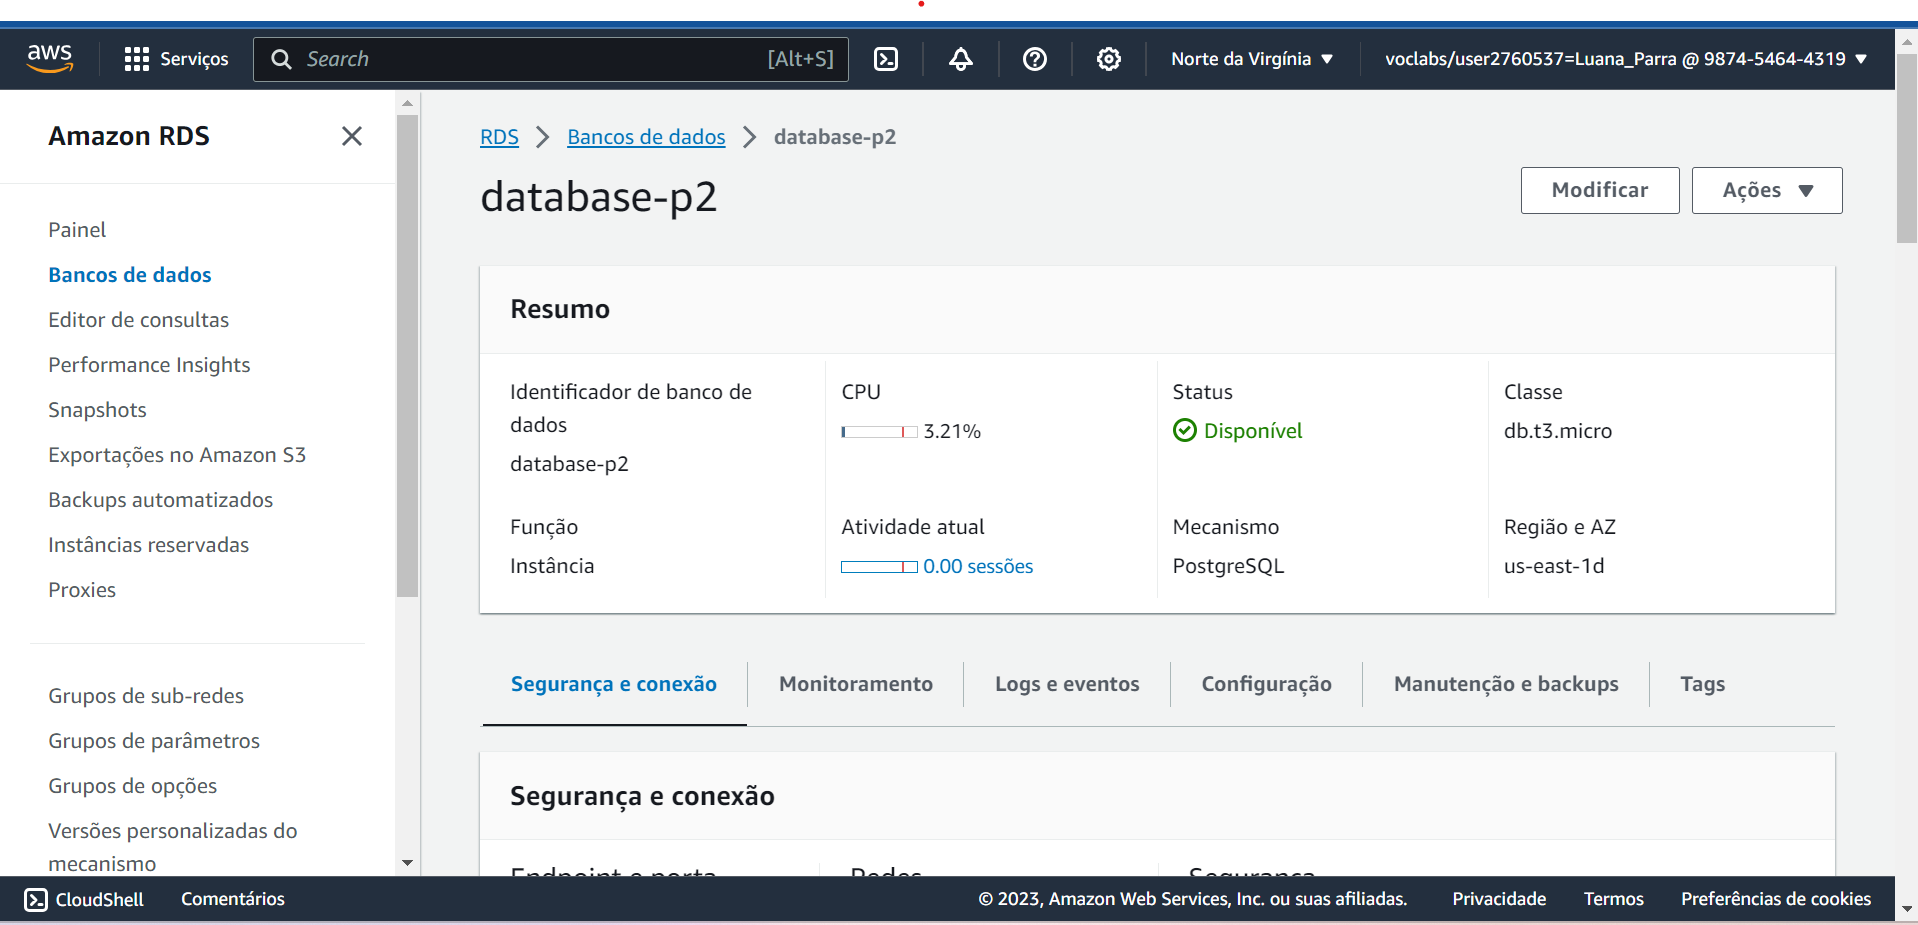 aws
Serviços
Search
[Alt+S]
Norte da Virgínia
voclabs/user2760537=Luana_Parra @ 9874-5464-4319
Amazon RDS
Painel
Bancos de dados
Editor de consultas
Performance Insights
Snapshots
Exportações no Amazon S3
Backups automatizados
Instâncias reservadas
Proxies
Grupos de sub-redes
Grupos de parâmetros
Grupos de opções
Versões personalizadas do
mecanismo
RDS
Bancos de dados
database-p2
database-p2
Modificar
Ações
Resumo
Identificador de banco de
dados
database-p2
CPU
3.21%
Status
Disponível
Classe
db.t3.micro
Função
Instância
Atividade atual
0.00 sessões
Mecanismo
PostgreSQL
Região e AZ
us-east-1d
Segurança e conexão
Monitoramento
Logs e eventos
Configuração
Manutenção e backups
Tags
Segurança e conexão
Endpoint e porta
Redes
Segurança
CloudShell
Comentários
© 2023, Amazon Web Services, Inc. ou suas afiliadas.
Privacidade
Termos
Preferências de cookies